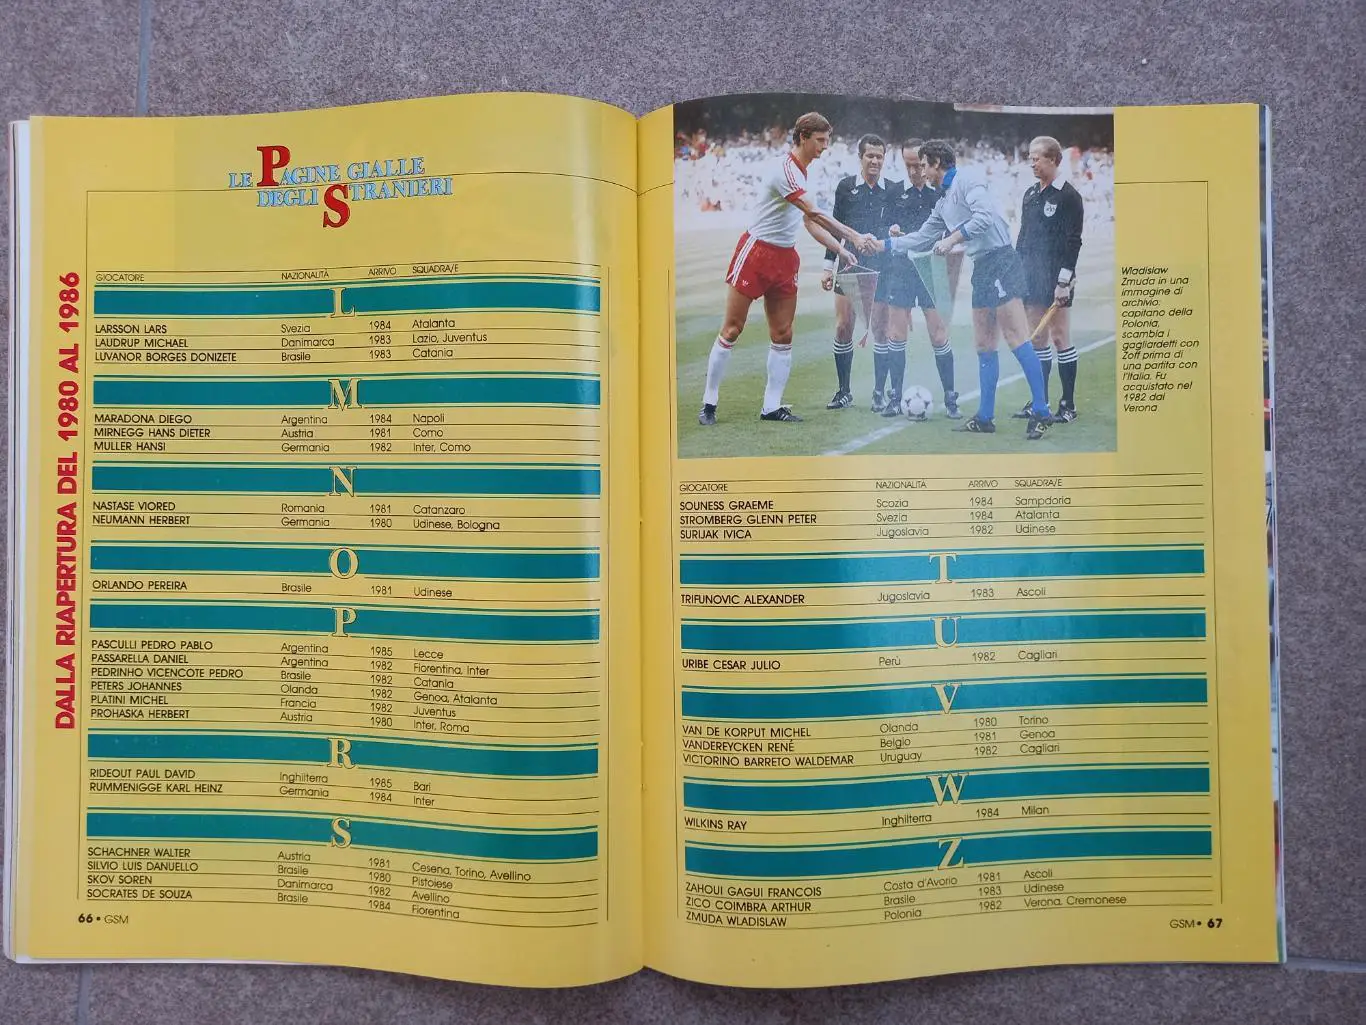 LE PAGINE GIALLE
DEGLI STRANIERI
DALLA RIAPERTURA DEL 1980 AL 1986
GIOCATORE NAZIONALITÀ ARRIVO SQUADRA/E
L
LARSSON LARS Svezia 1984 Atalanta
LAUDRUP MICHAEL Danimarca 1983 Lazio, Juventus
LUVANOR BORGES DONIZETE Brasile 1983 Catania
M
MARADONA DIEGO Argentina 1984 Napoli
MIRNEGG HANS DIETER Austria 1981 Como
MULLER HANSI Germania 1982 Inter, Como
N
NASTASE VIORED Romania 1981 Catanzaro
NEUMANN HERBERT Germania 1980 Udinese, Bologna
O
ORLANDO PEREIRA Brasile 1981 Udinese
P
PASCULLI PEDRO PABLO Argentina 1985 Lecce
PASSARELLA DANIEL Argentina 1982 Fiorentina, Inter
PEDRINHO VICENCOTE PEDRO Brasile 1982 Catania
PETERS JOHANNES Olanda 1982 Genoa, Atalanta
PLATINI MICHEL Francia 1982 Juventus
PROHASKA HERBERT Austria 1980 Inter, Roma
R
RIDEOUT PAUL DAVID Inghilterra 1985 Bari
RUMMENIGGE KARL HEINZ Germania 1984 Inter
S
SCHACHNER WALTER Austria 1981 Cesena, Torino, Avellino
SILVIO LUIS DANUELLO Brasile 1980 Pistoiese
SKOV SOREN Danimarca 1982 Avellino
SOCRATES DE SOUZA Brasile 1984 Fiorentina
66 • GSM
Wladislaw
Zmuda in una
immagine di
archivio:
capitano della
Polonia,
scambia i
gagliardetti con
Zoff prima di
una partita con
l'Italia. Fu
acquistato nel
1982 dal
Verona
GIOCATORE NAZIONALITÀ ARRIVO SQUADRA/E
SOUNESS GRAEME Scozia 1984 Sampdoria
STROMBERG GLENN PETER Svezia 1984 Atalanta
SURIJAK IVICA Jugoslavia 1982 Udinese
T
TRIFUNOVIC ALEXANDER Jugoslavia 1983 Ascoli
U
URIBE CESAR JULIO Perù 1982 Cagliari
V
VAN DE KORPUT MICHEL Olanda 1980 Torino
VANDEREYCKEN RENÉ Belgio 1981 Genoa
VICTORINO BARRETO WALDEMAR Uruguay 1982 Cagliari
W
WILKINS RAY Inghilterra 1984 Milan
Z
ZAHOUI GAGUI FRANCOIS Costa d'Avorio 1981 Ascoli
ZICO COIMBRA ARTHUR Brasile 1983 Udinese
ZMUDA WLADISLAW Polonia 1982 Verona, Cremonese
GSM • 67